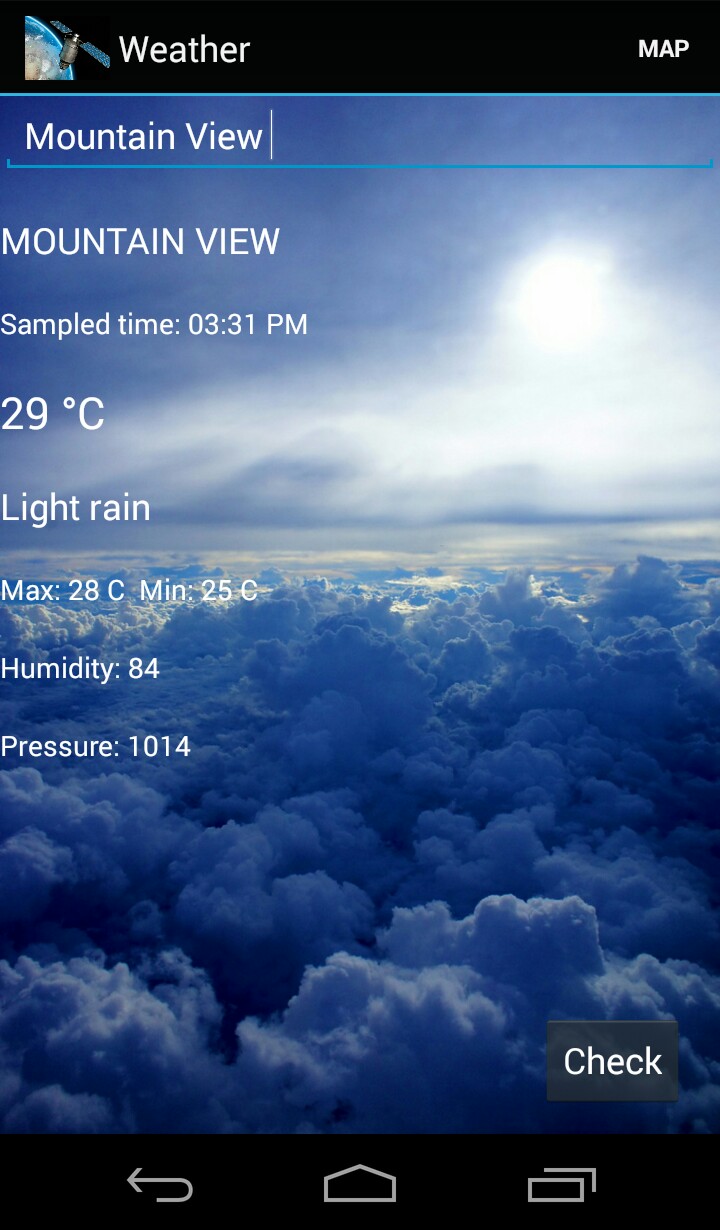 Weather
MAP
Mountain View
MOUNTAIN VIEW
Sampled time: 03:31 PM
29 °C
Light rain
Max: 28 C  Min: 25 C
Humidity: 84
Pressure: 1014
Check